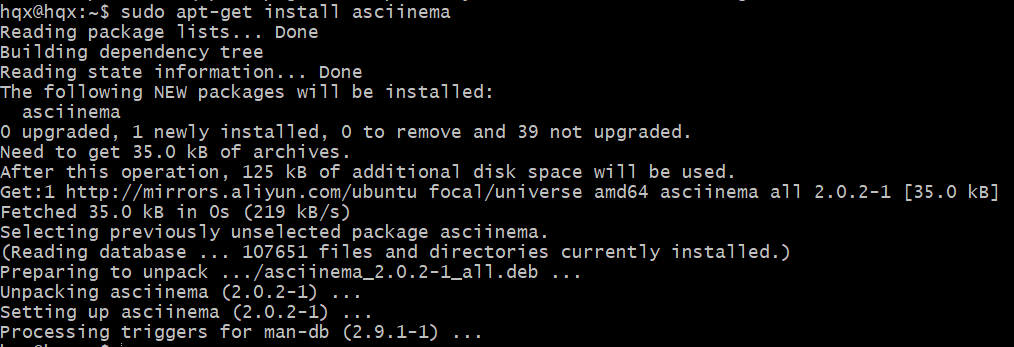 hqx@hqx:~$ sudo apt-get install asciinema
Reading package lists... Done
Building dependency tree
Reading state information... Done
The following NEW packages will be installed:
  asciinema
0 upgraded, 1 newly installed, 0 to remove and 39 not upgraded.
Need to get 35.0 kB of archives.
After this operation, 125 kB of additional disk space will be used.
Get:1 http://mirrors.aliyun.com/ubuntu focal/universe amd64 asciinema all 2.0.2-1 [35.0 kB]
Fetched 35.0 kB in 0s (219 kB/s)
Selecting previously unselected package asciinema.
(Reading database ... 107651 files and directories currently installed.)
Preparing to unpack .../asciinema_2.0.2-1_all.deb ...
Unpacking asciinema (2.0.2-1) ...
Setting up asciinema (2.0.2-1) ...
Processing triggers for man-db (2.9.1-1) ...